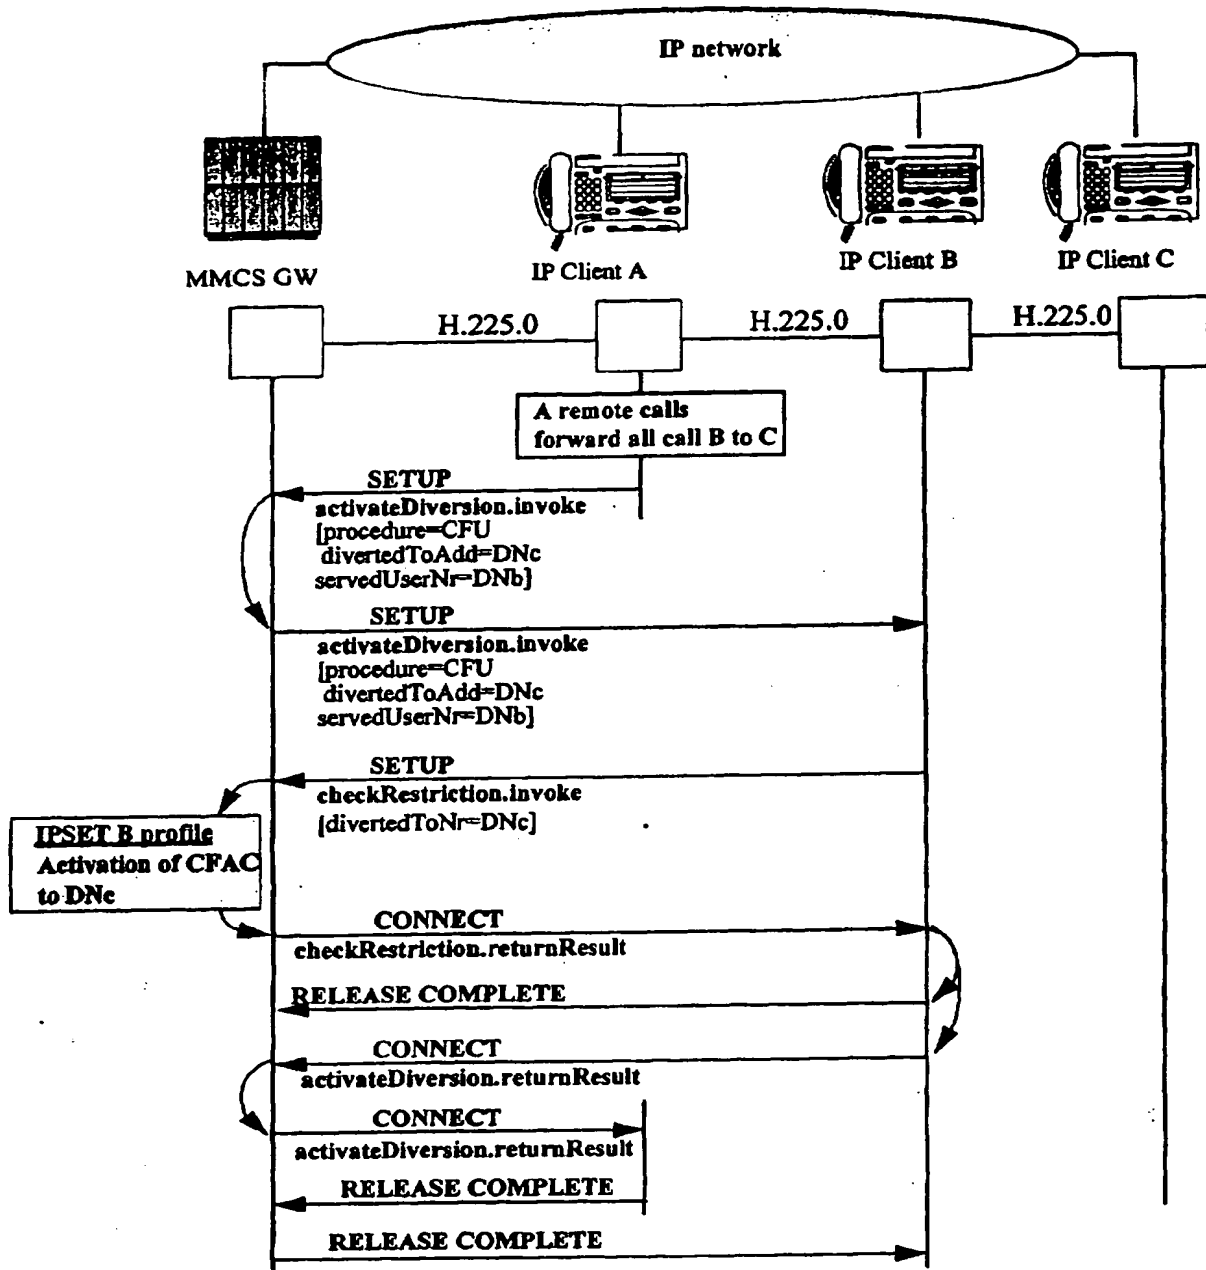 IP network
MMCS GW
IP Client A
IP Client B
IP Client C
H.225.0
H.225.0
H.225.0
A remote calls
forward all call B to C
SETUP
activateDiversion.invoke
[procedure=CFU
divertedToAdd=DNc
servedUserNr=DNb]
SETUP
activateDiversion.invoke
[procedure=CFU
divertedToAdd=DNc
servedUserNr=DNb]
SETUP
checkRestriction.invoke
[divertedToNr=DNc]
IPSET B profile
Activation of CFAC
to DNc
CONNECT
checkRestriction.returnResult
RELEASE COMPLETE
CONNECT
activateDiversion.returnResult
CONNECT
activateDiversion.returnResult
RELEASE COMPLETE
RELEASE COMPLETE